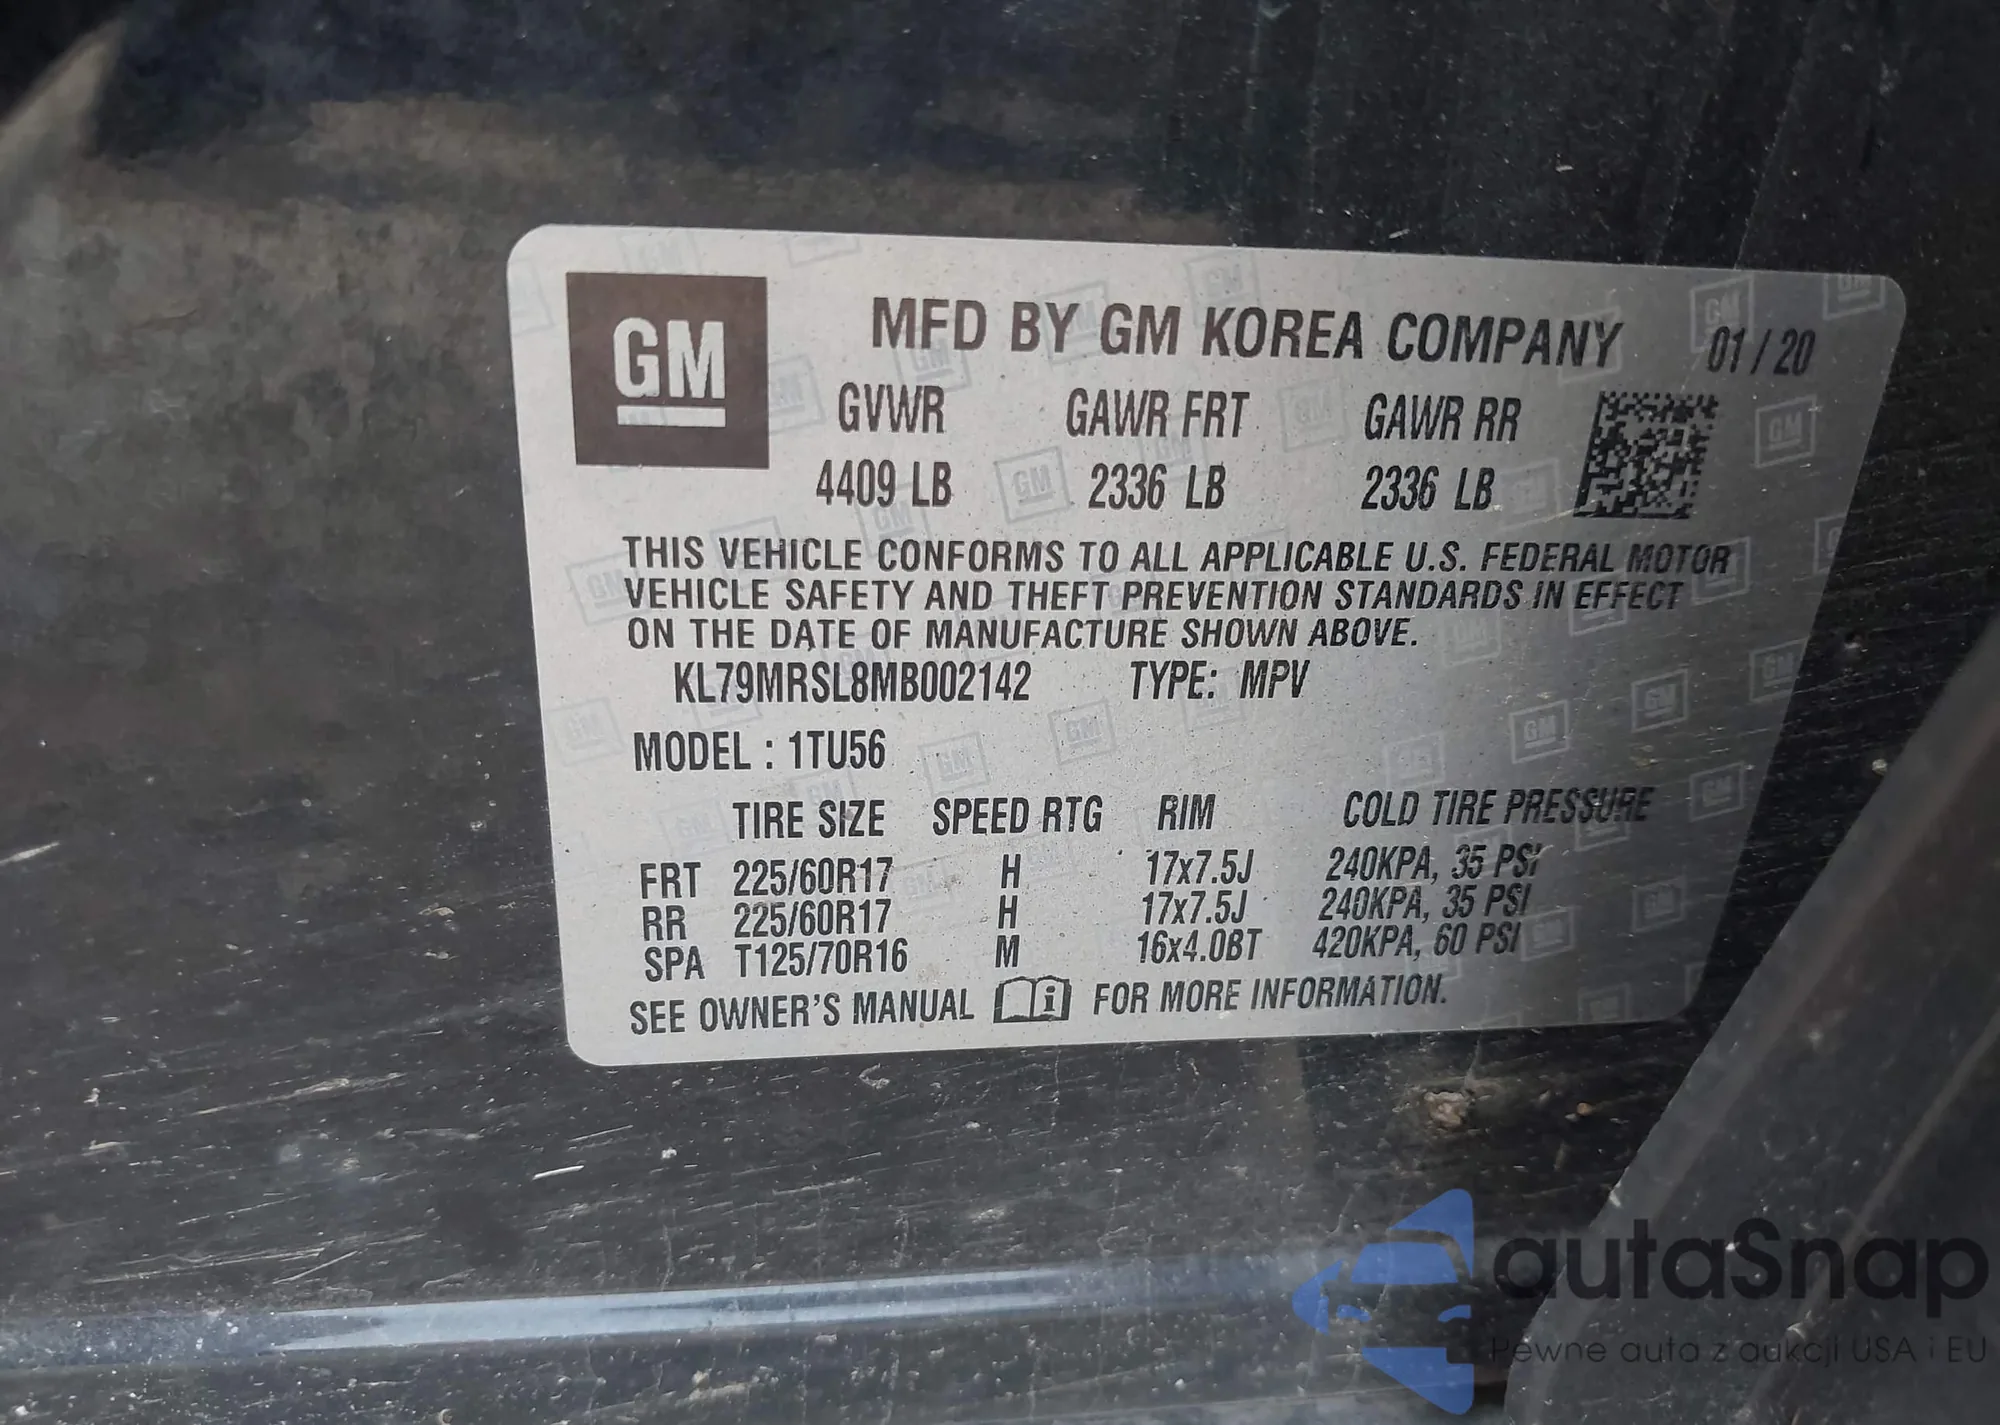 GM
MFD BY GM KOREA COMPANY 01/20
GVWR GAWR FRT GAWR RR
4409 LB 2336 LB 2336 LB
THIS VEHICLE CONFORMS TO ALL APPLICABLE U.S. FEDERAL MOTOR
VEHICLE SAFETY AND THEFT PREVENTION STANDARDS IN EFFECT
ON THE DATE OF MANUFACTURE SHOWN ABOVE.
KL79MRSL8MB002142 TYPE: MPV
MODEL : 1TU56
TIRE SIZE SPEED RTG RIM COLD TIRE PRESSURE
FRT 225/60R17 H 17x7.5J 240KPA, 35 PSI
RR 225/60R17 H 17x7.5J 240KPA, 35 PSI
SPA T125/70R16 M 16x4.0BT 420KPA, 60 PSI
SEE OWNER'S MANUAL i FOR MORE INFORMATION.
autaSnap
Pewne auta z aukcji USA i EU